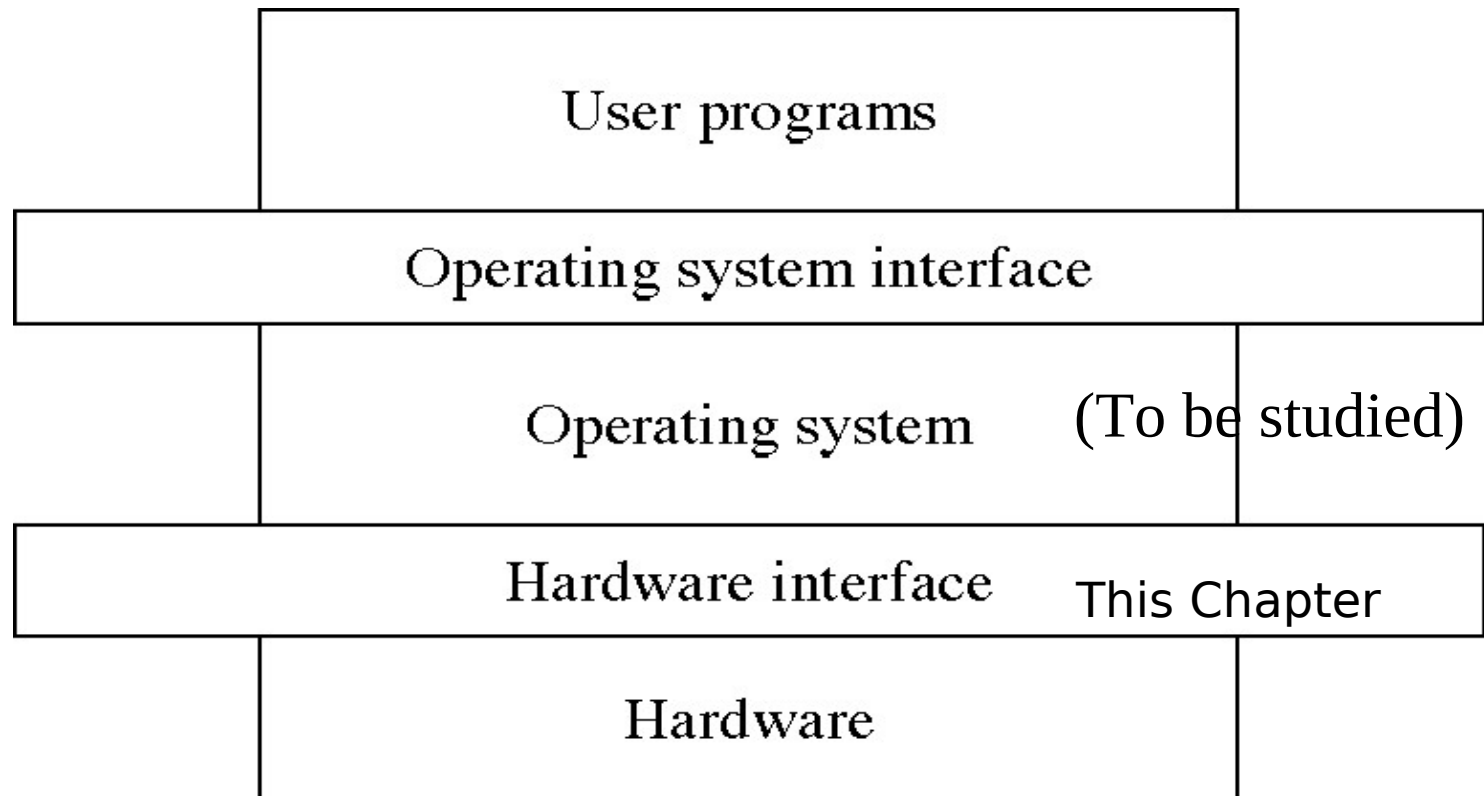 User programs
Operating system interface
Operating system (To be studied)
Hardware interface This Chapter
Hardware